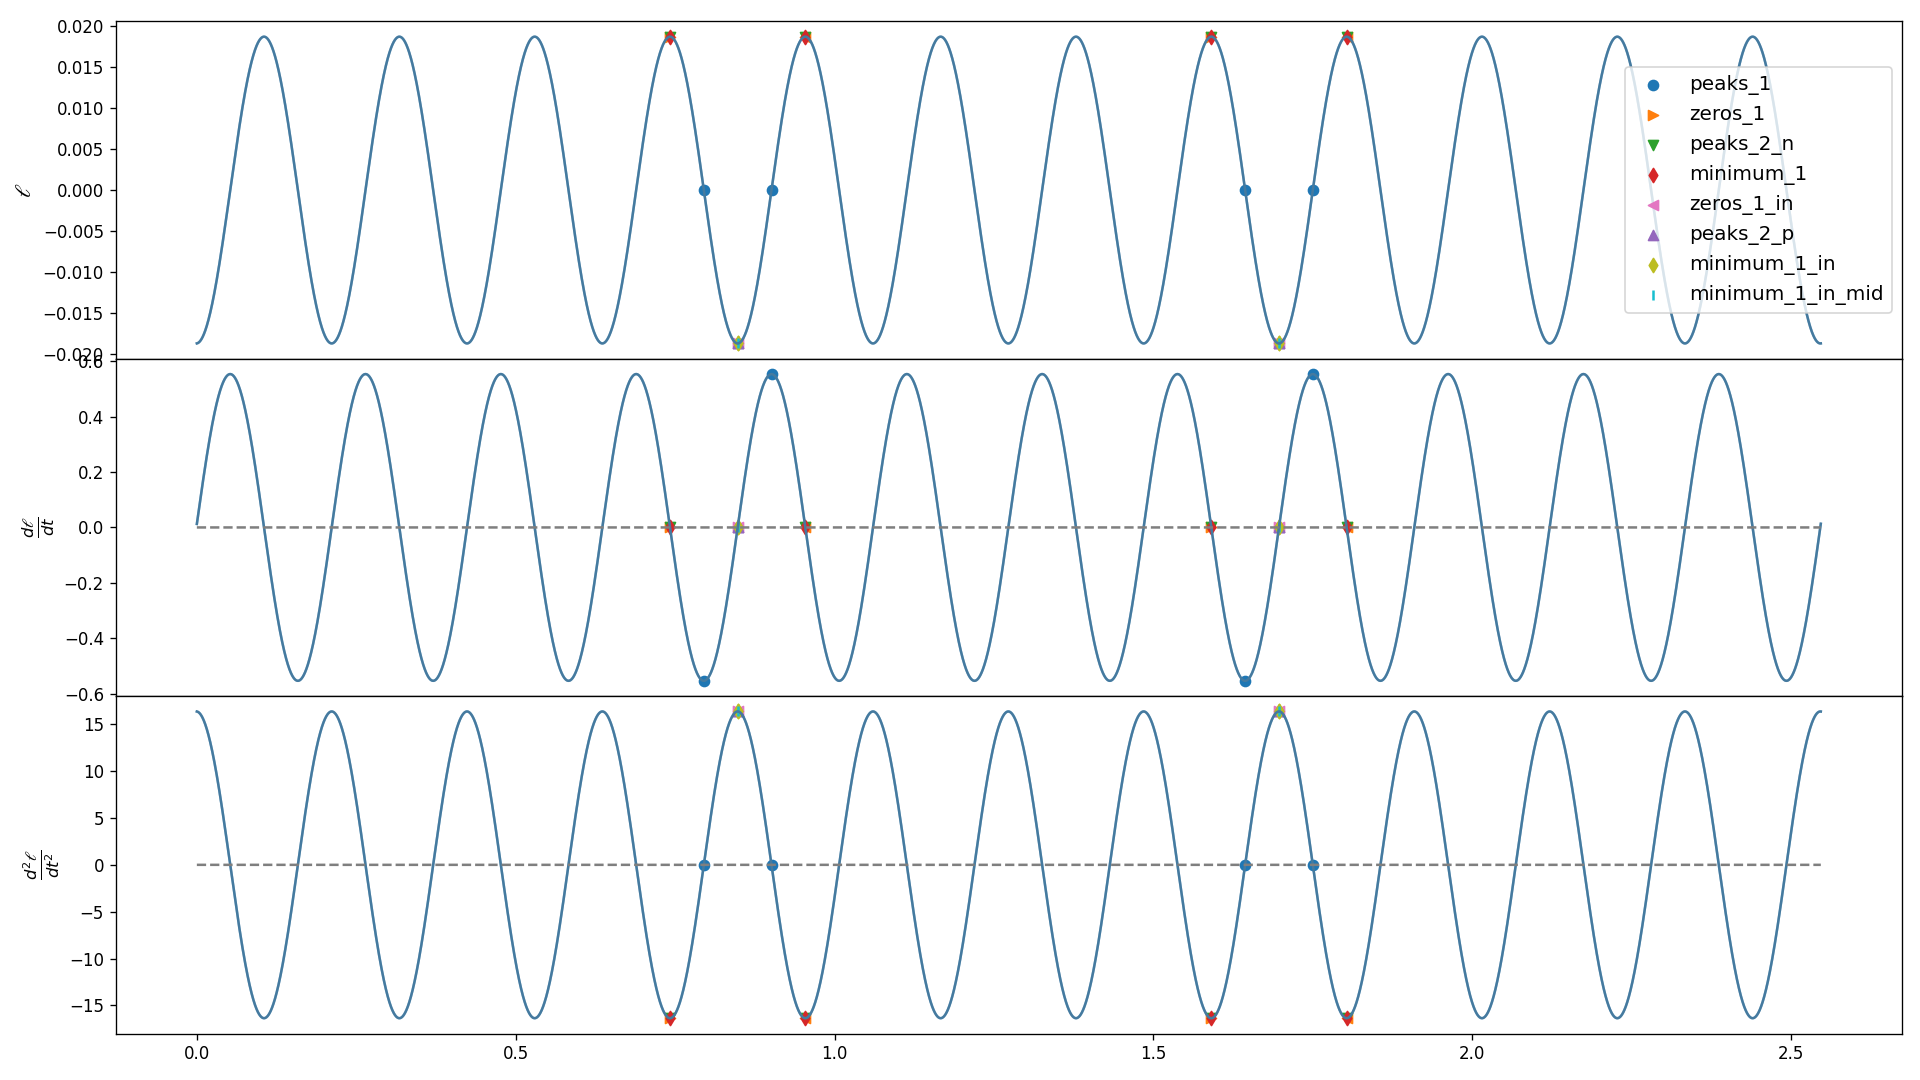 0.020
0.015
0.010
0.005
0.000
−0.005
−0.010
−0.015
−0.020
ℓ
peaks_1
zeros_1
peaks_2_n
minimum_1
zeros_1_in
peaks_2_p
minimum_1_in
minimum_1_in_mid
0.6
0.4
0.2
0.0
−0.2
−0.4
−0.6
dℓ/dt
15
10
5
0
−5
−10
−15
d²ℓ/dt²
0.0 0.5 1.0 1.5 2.0 2.5